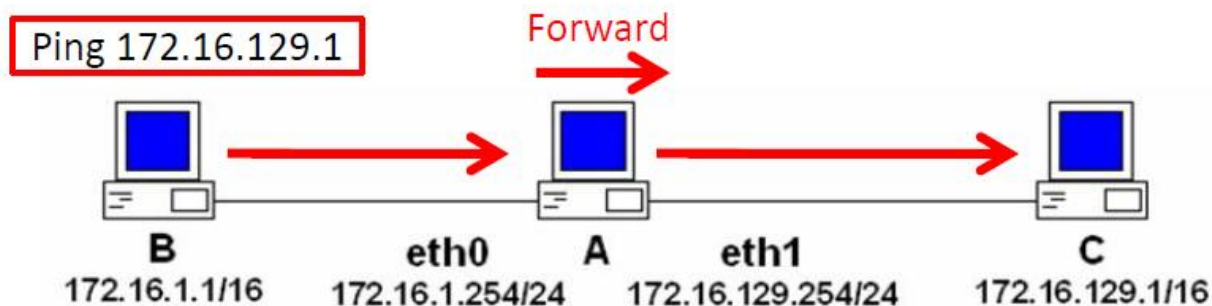 Ping 172.16.129.1
Forward
B
eth0
A
eth1
C
172.16.1.1/16
172.16.1.254/24
172.16.129.254/24
172.16.129.1/16